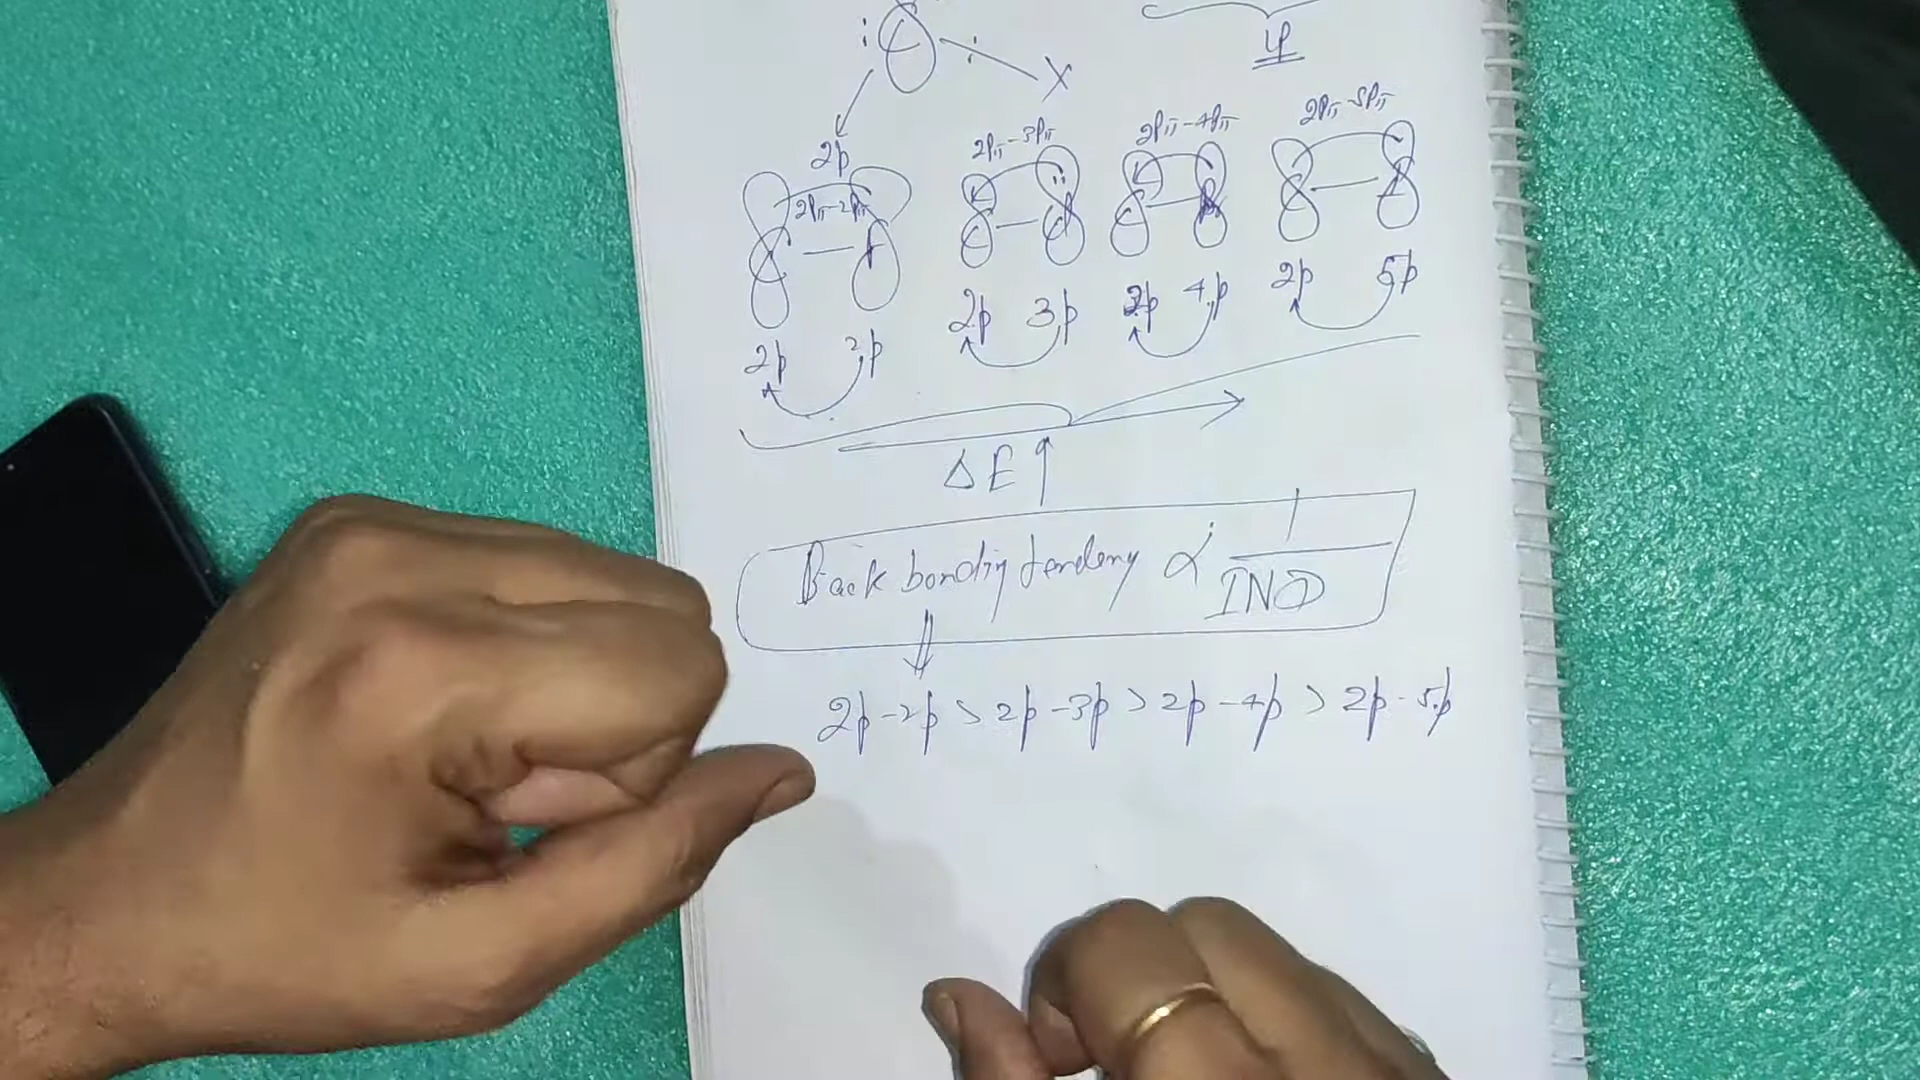 X
2p
2pπ-2pπ
2pπ-3pπ
2pπ-4pπ
2pπ-5pπ
2p 2p
2p 3p
2p 4p
2p 5p
ΔE↑
Back bonding tendeny ∝ 1/IND
2p-2p > 2p-3p > 2p-4p > 2p-5p